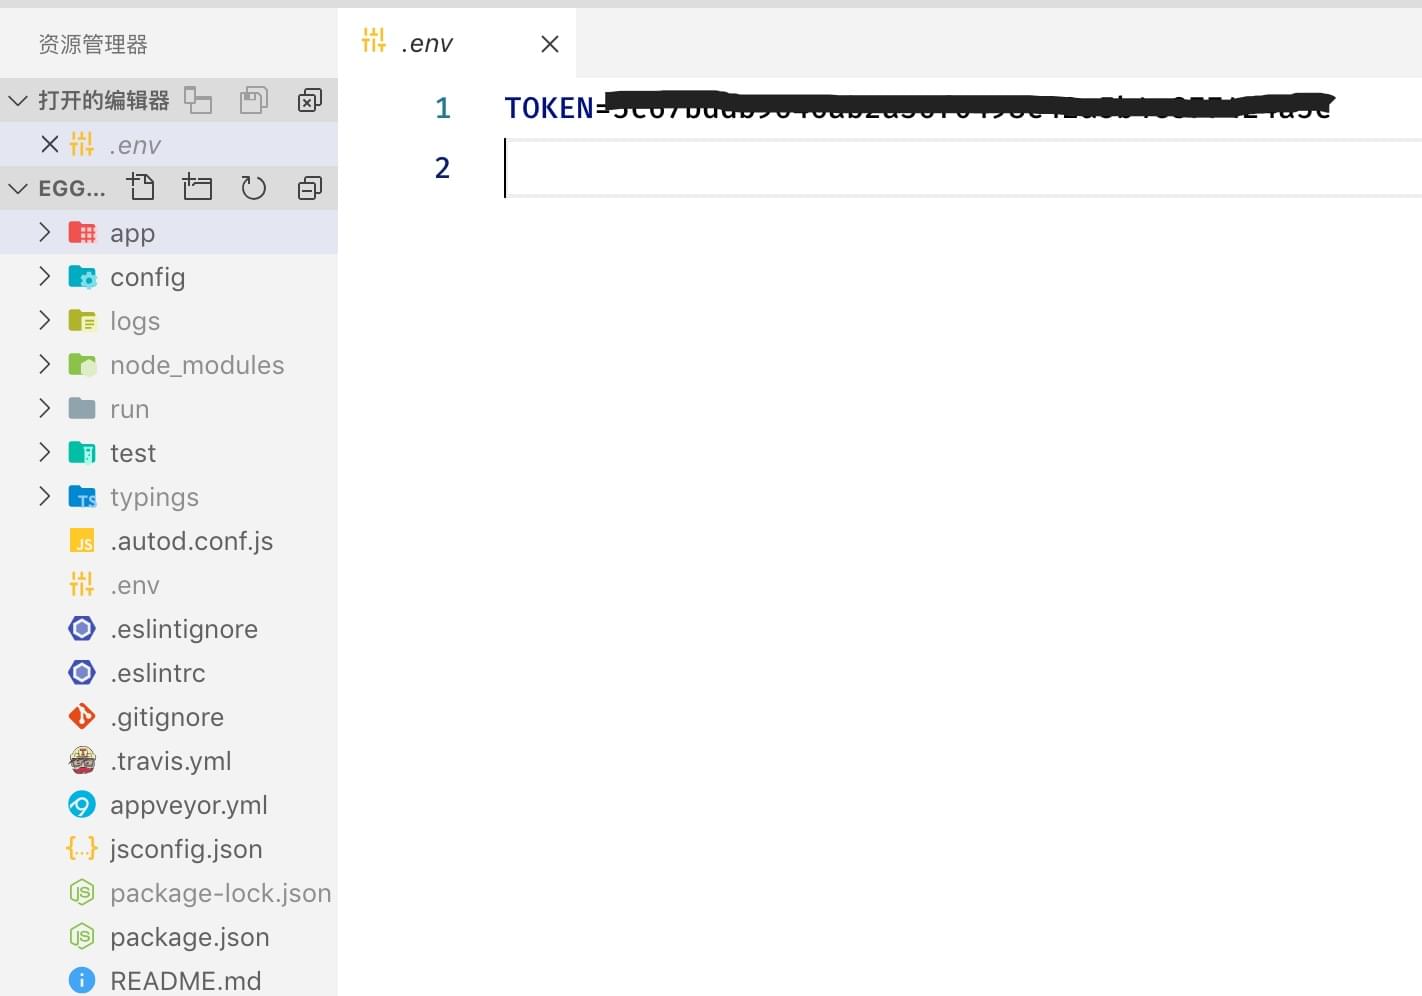 资源管理器
.env
打开的编辑器
.env
EGG...
app
config
logs
node_modules
run
test
typings
.autod.conf.js
.env
.eslintignore
.eslintrc
.gitignore
.travis.yml
appveyor.yml
jsconfig.json
package-lock.json
package.json
README.md
1
TOKEN=
2